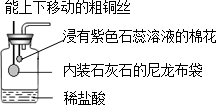 能上下移动的粗铜丝
浸有紫色石蕊溶液的棉花
内装石灰石的尼龙布袋
稀盐酸